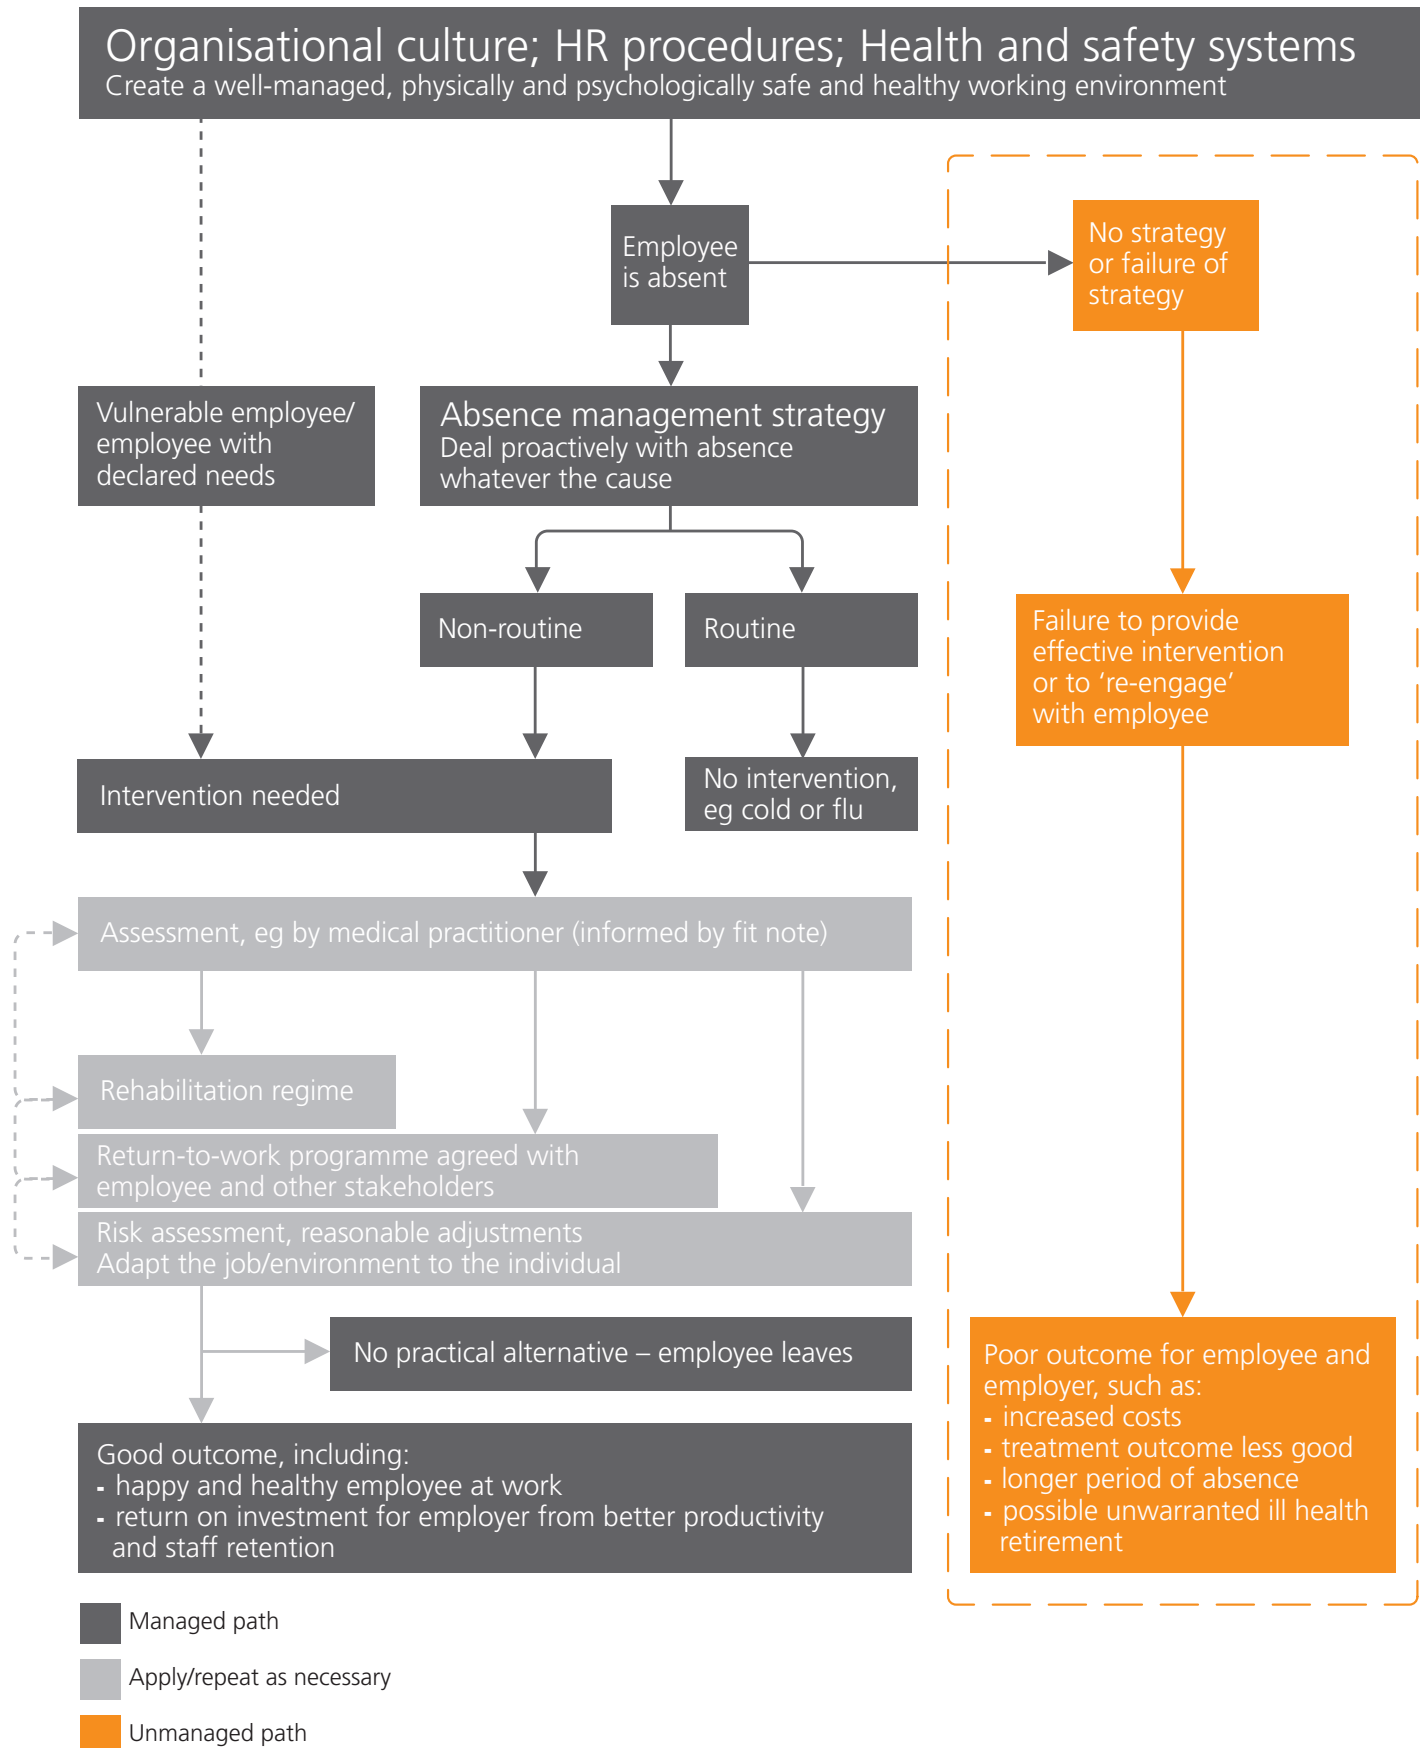 Organisational culture; HR procedures; Health and safety systems
Create a well-managed, physically and psychologically safe and healthy working environment
Employee
is absent
No strategy
or failure of
strategy
Vulnerable employee/
employee with
declared needs
Absence management strategy
Deal proactively with absence
whatever the cause
Non-routine
Routine
Failure to provide
effective intervention
or to ‘re-engage’
with employee
Intervention needed
No intervention,
eg cold or flu
Assessment, eg by medical practitioner (informed by fit note)
Rehabilitation regime
Return-to-work programme agreed with
employee and other stakeholders
Risk assessment, reasonable adjustments
Adapt the job/environment to the individual
No practical alternative – employee leaves
Poor outcome for employee and
employer, such as:
- increased costs
- treatment outcome less good
- longer period of absence
- possible unwarranted ill health
retirement
Good outcome, including:
- happy and healthy employee at work
- return on investment for employer from better productivity
and staff retention
Managed path
Apply/repeat as necessary
Unmanaged path